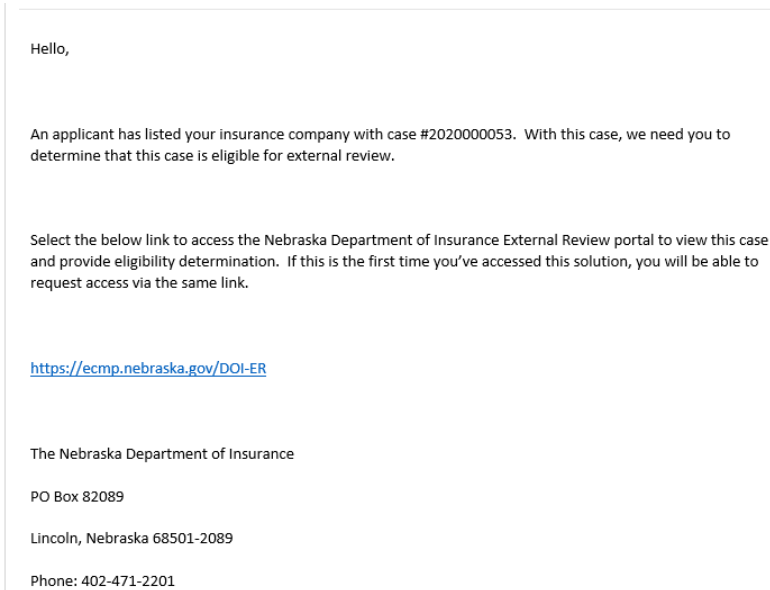 Hello,
An applicant has listed your insurance company with case #2020000053.  With this case, we need you to
determine that this case is eligible for external review.
Select the below link to access the Nebraska Department of Insurance External Review portal to view this case
and provide eligibility determination.  If this is the first time you've accessed this solution, you will be able to
request access via the same link.
https://ecmp.nebraska.gov/DOI-ER
The Nebraska Department of Insurance
PO Box 82089
Lincoln, Nebraska 68501-2089
Phone: 402-471-2201